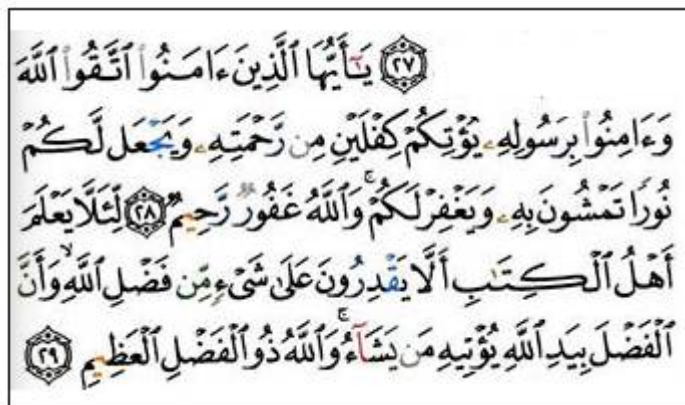 ۝٢٧ يَٰٓأَيُّهَا ٱلَّذِينَ ءَامَنُوا۟ ٱتَّقُوا۟ ٱللَّهَ
وَءَامِنُوا۟ بِرَسُولِهِۦ يُؤْتِكُمْ كِفْلَيْنِ مِن رَّحْمَتِهِۦ وَيَجْعَل لَّكُمْ
نُورًا تَمْشُونَ بِهِۦ وَيَغْفِرْ لَكُمْ ۚ وَٱللَّهُ غَفُورٌ رَّحِيمٌ ۝٢٨ لِّئَلَّا يَعْلَمَ
أَهْلُ ٱلْكِتَٰبِ أَلَّا يَقْدِرُونَ عَلَىٰ شَىْءٍ مِّن فَضْلِ ٱللَّهِ ۙ وَأَنَّ
ٱلْفَضْلَ بِيَدِ ٱللَّهِ يُؤْتِيهِ مَن يَشَآءُ ۚ وَٱللَّهُ ذُو ٱلْفَضْلِ ٱلْعَظِيمِ ۝٢٩